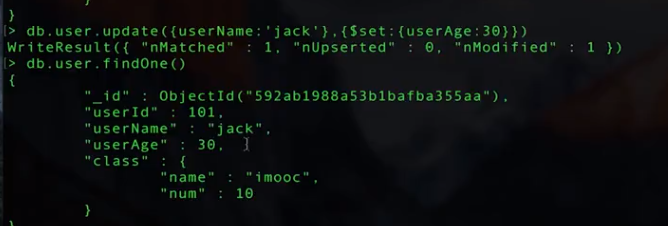 }
> db.user.update({userName:'jack'},{$set:{userAge:30}})
WriteResult({ "nMatched" : 1, "nUpserted" : 0, "nModified" : 1 })
> db.user.findOne()
{
"_id" : ObjectId("592ab1988a53b1bafba355aa"),
"userId" : 101,
"userName" : "jack",
"userAge" : 30,
"class" : {
"name" : "imooc",
"num" : 10
}
}